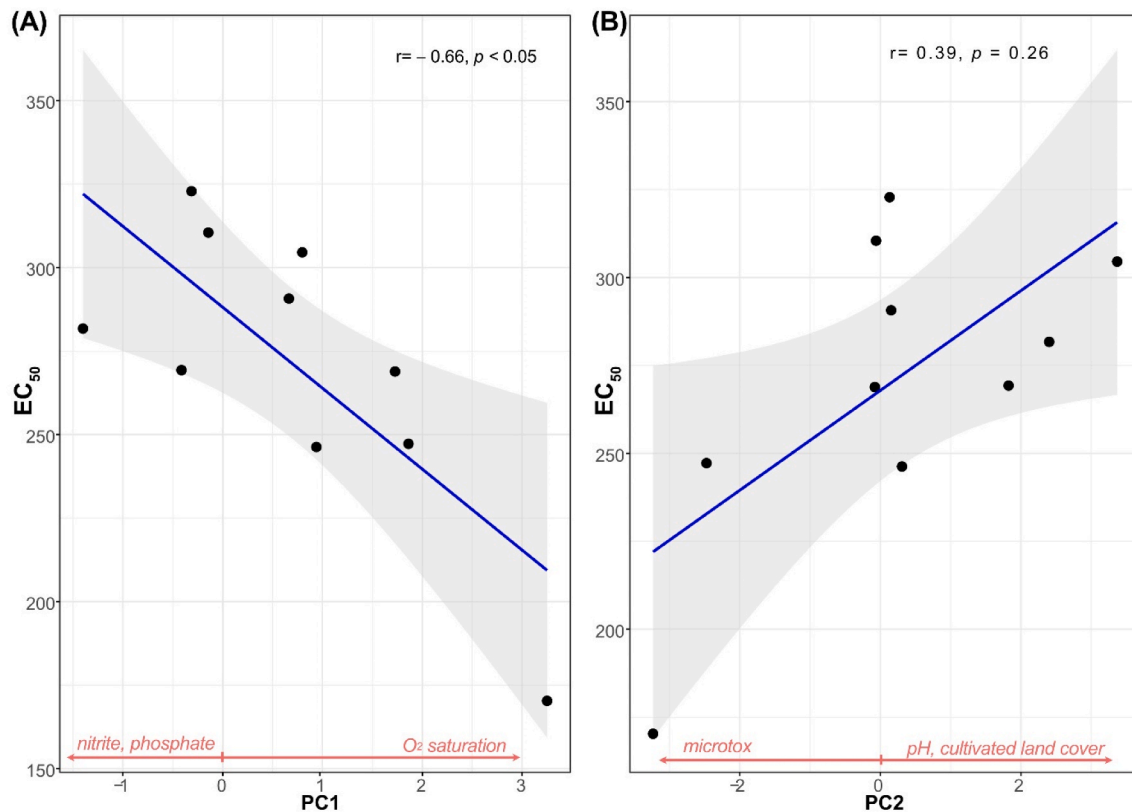 (A)
r= – 0.66, p < 0.05
350
300
250
200
150
EC50
nitrite, phosphate
O2 saturation
–1
0
1
2
3
PC1
(B)
r= 0.39, p = 0.26
350
300
250
200
EC50
microtox
pH, cultivated land cover
–2
0
2
PC2